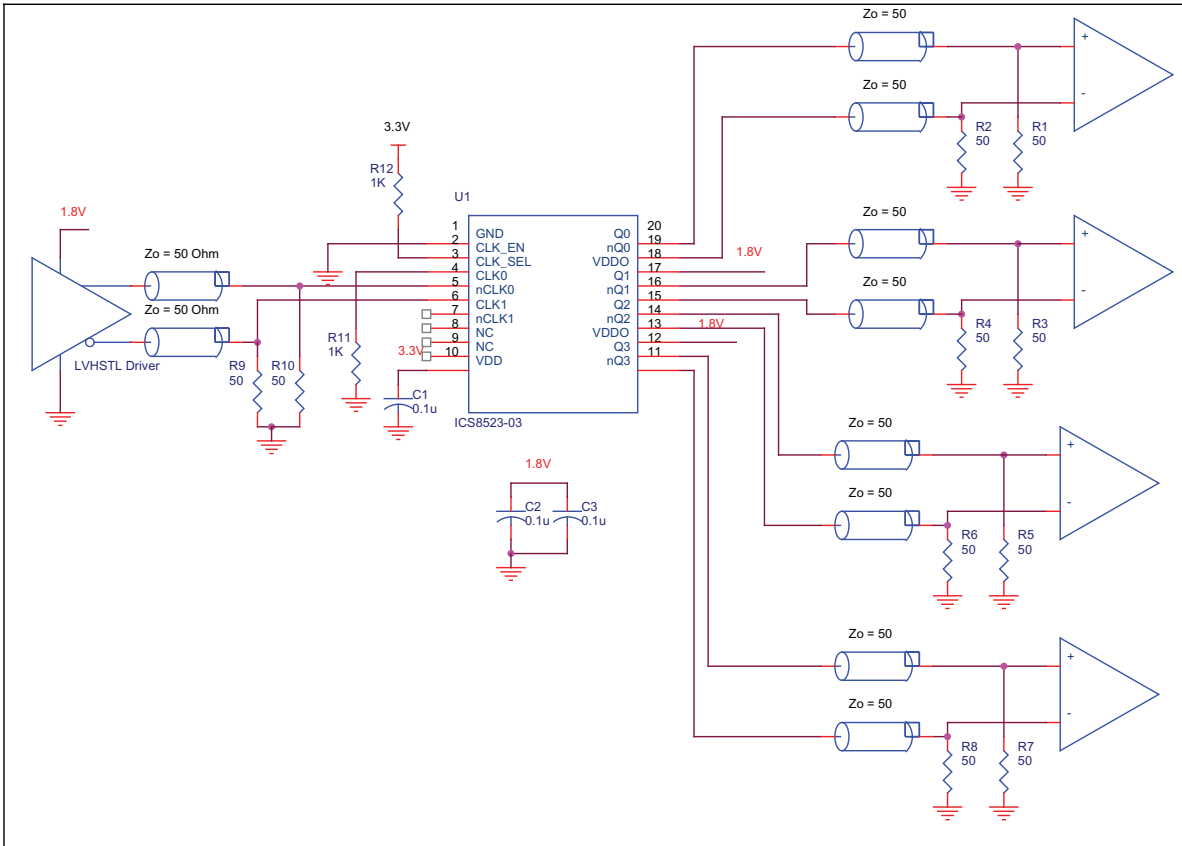 Zo = 50
+
-
Zo = 50
R2
50
R1
50
3.3V
R12
1K
U1
1.8V
Zo = 50 Ohm
Zo = 50 Ohm
LVHSTL Driver
R9
50
R10
50
R11
1K
3.3V
C1
0.1u
1
2
3
4
5
6
7
8
9
10
GND
CLK_EN
CLK_SEL
CLK0
nCLK0
CLK1
nCLK1
NC
NC
VDD
Q0
nQ0
VDDO
Q1
nQ1
Q2
nQ2
VDDO
Q3
nQ3
20
19
18
17
16
15
14
13
12
11
ICS8523-03
1.8V
1.8V
Zo = 50
+
-
Zo = 50
R4
50
R3
50
1.8V
C2
0.1u
C3
0.1u
Zo = 50
+
-
Zo = 50
R6
50
R5
50
Zo = 50
+
-
Zo = 50
R8
50
R7
50